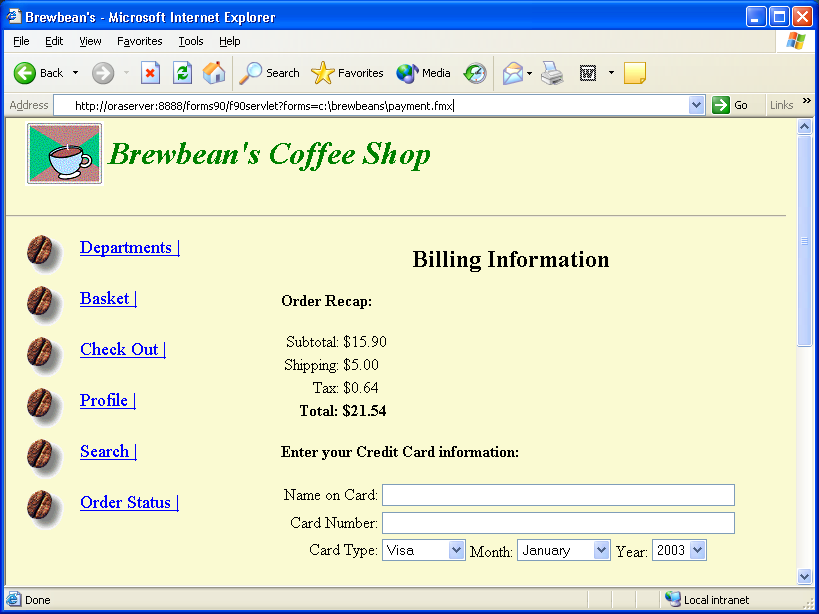 Brewbean's - Microsoft Internet Explorer
File Edit View Favorites Tools Help
Back Search Favorites Media W
Address http://oraserver:8888/forms90/f90servlet?forms=c:\brewbeans\payment.fmx Go Links »
Brewbean's Coffee Shop
Departments |
Billing Information
Basket |
Order Recap:
Subtotal: $15.90
Check Out |
Shipping: $5.00
Tax: $0.64
Profile |
Total: $21.54
Search |
Enter your Credit Card information:
Order Status |
Name on Card:
Card Number:
Card Type: Visa Month: January Year: 2003
Done Local intranet